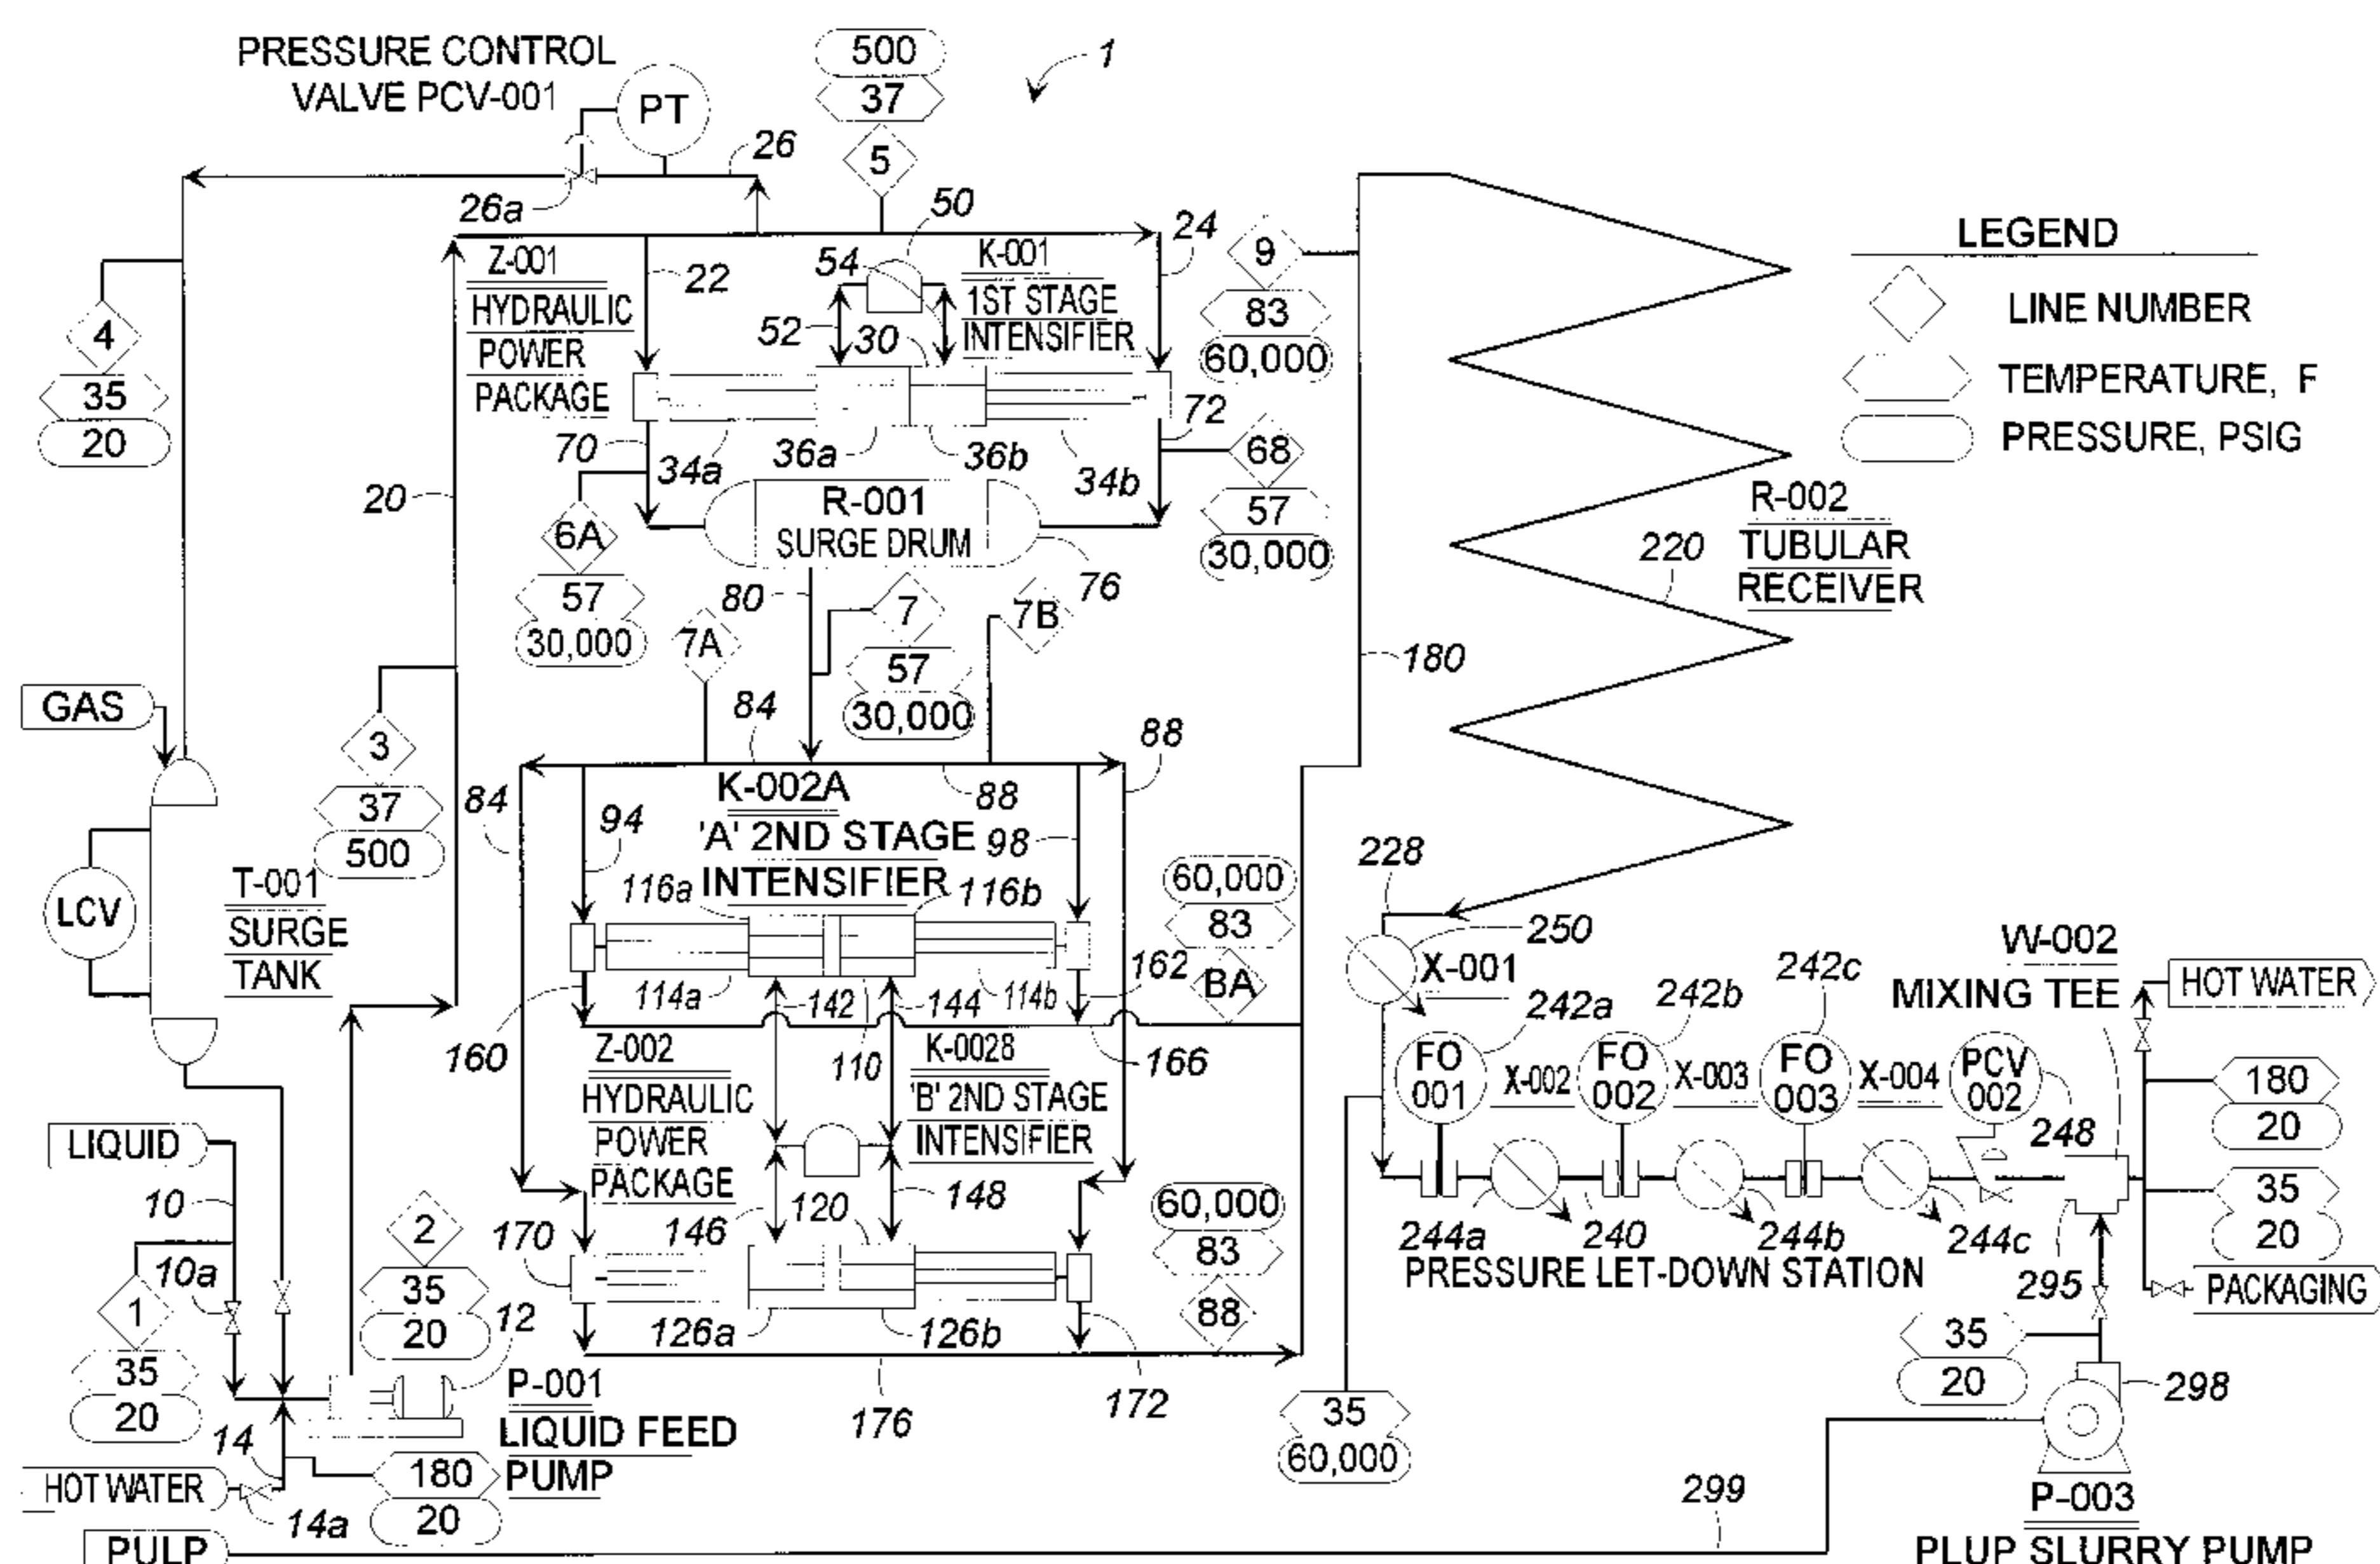 PRESSURE CONTROL
VALVE PCV-001
PT
500
37
5
1
26
26a
50
54
24
Z-001
HYDRAULIC
POWER
PACKAGE
22
52
30
K-001
1ST STAGE
INTENSIFIER
9
83
60,000
LEGEND
LINE NUMBER
TEMPERATURE, F
PRESSURE, PSIG
4
35
20
20
70
34a
36a
36b
34b
72
68
57
30,000
R-001
SURGE DRUM
76
6A
57
30,000
80
7
57
30,000
7A
7B
180
R-002
TUBULAR
RECEIVER
220
GAS
3
37
500
84
84
88
88
94
98
K-002A
'A' 2ND STAGE
INTENSIFIER
116a
116b
60,000
83
BA
LCV
T-001
SURGE
TANK
114a
142
144
114b
162
160
110
166
228
250
X-001
Z-002
HYDRAULIC
POWER
PACKAGE
K-0028
'B' 2ND STAGE
INTENSIFIER
W-002
MIXING TEE
HOT WATER
242a
242b
242c
FO
001
X-002
FO
002
X-003
FO
003
X-004
PCV
002
248
180
20
35
20
PACKAGING
244a
240
244b
244c
PRESSURE LET-DOWN STATION
295
LIQUID
10
10a
1
35
20
2
35
20
12
146
120
148
170
126a
126b
60,000
83
88
172
176
P-001
LIQUID FEED
PUMP
14
HOT WATER
14a
180
20
35
60,000
35
20
298
299
P-003
PLUP SLURRY PUMP
PULP